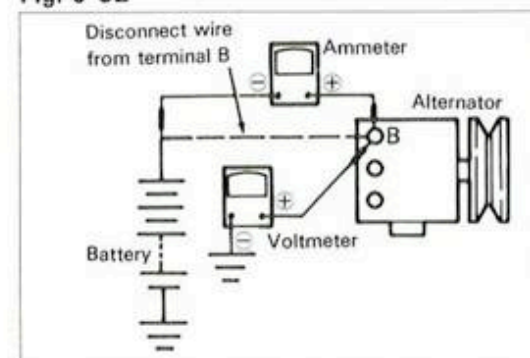 Disconnect wire
from terminal B
Ammeter
⊖ ⊕
Alternator
B
⊕
⊖ Voltmeter
Battery